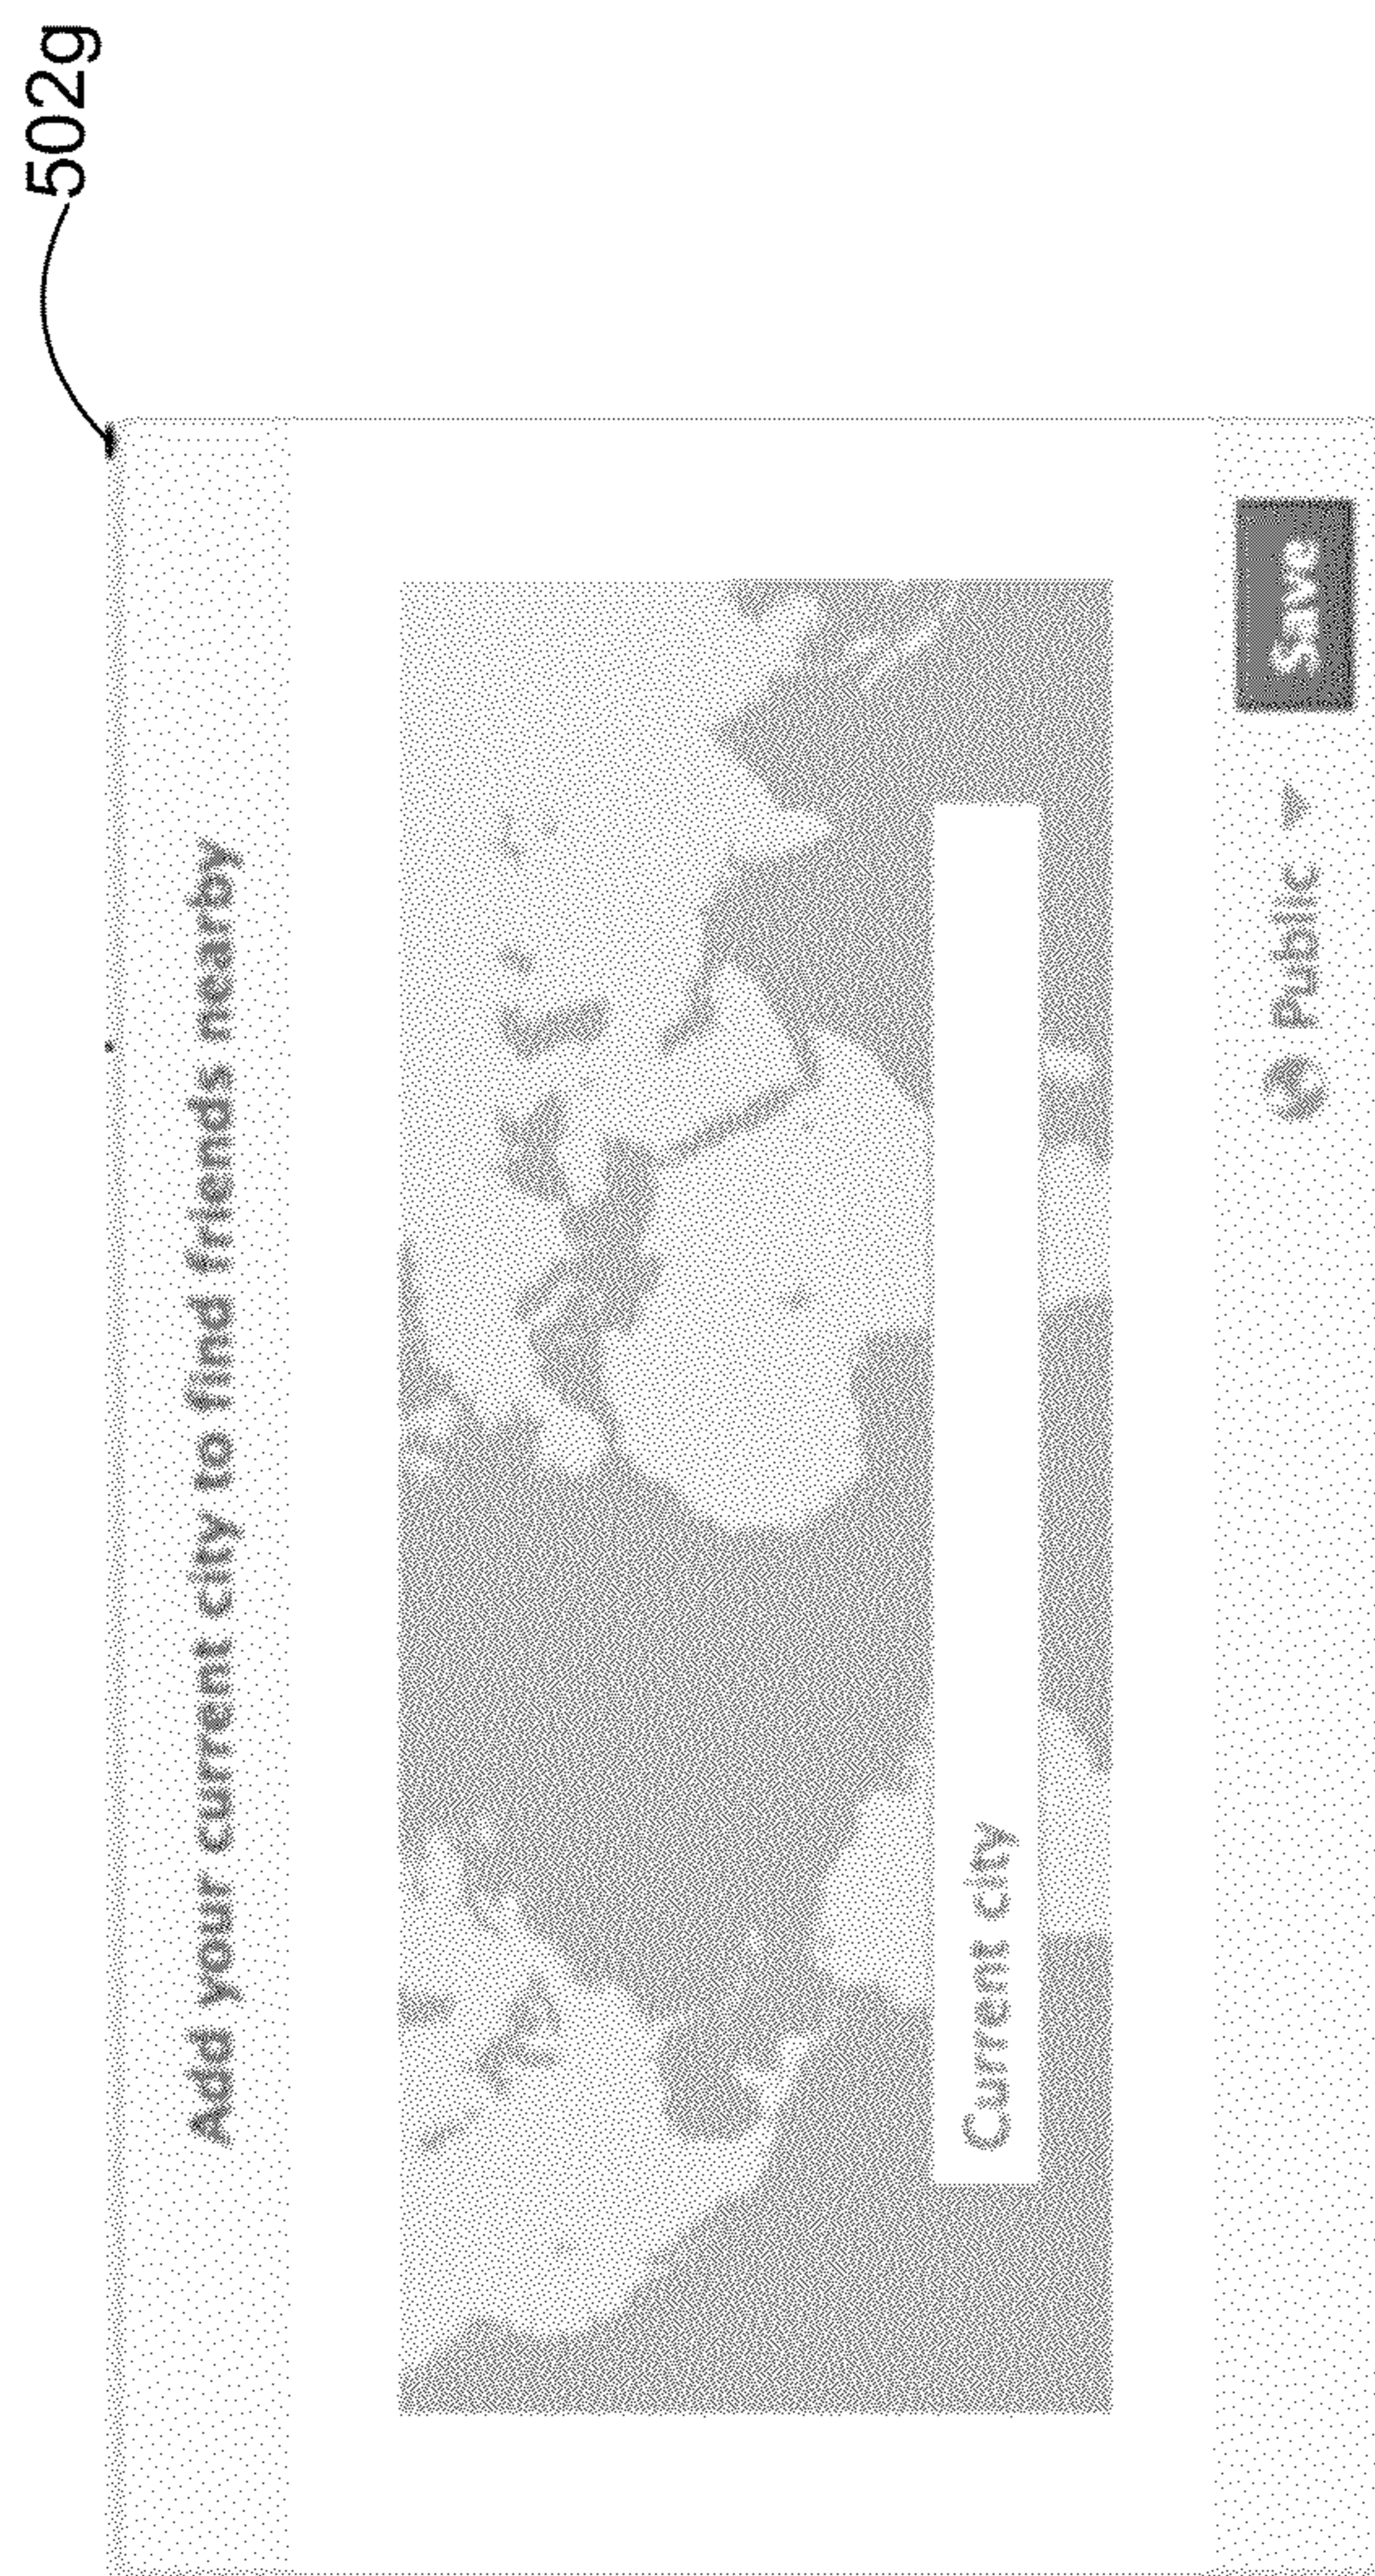 502g
Add your current city to find friends nearby
Current city
Public
Save